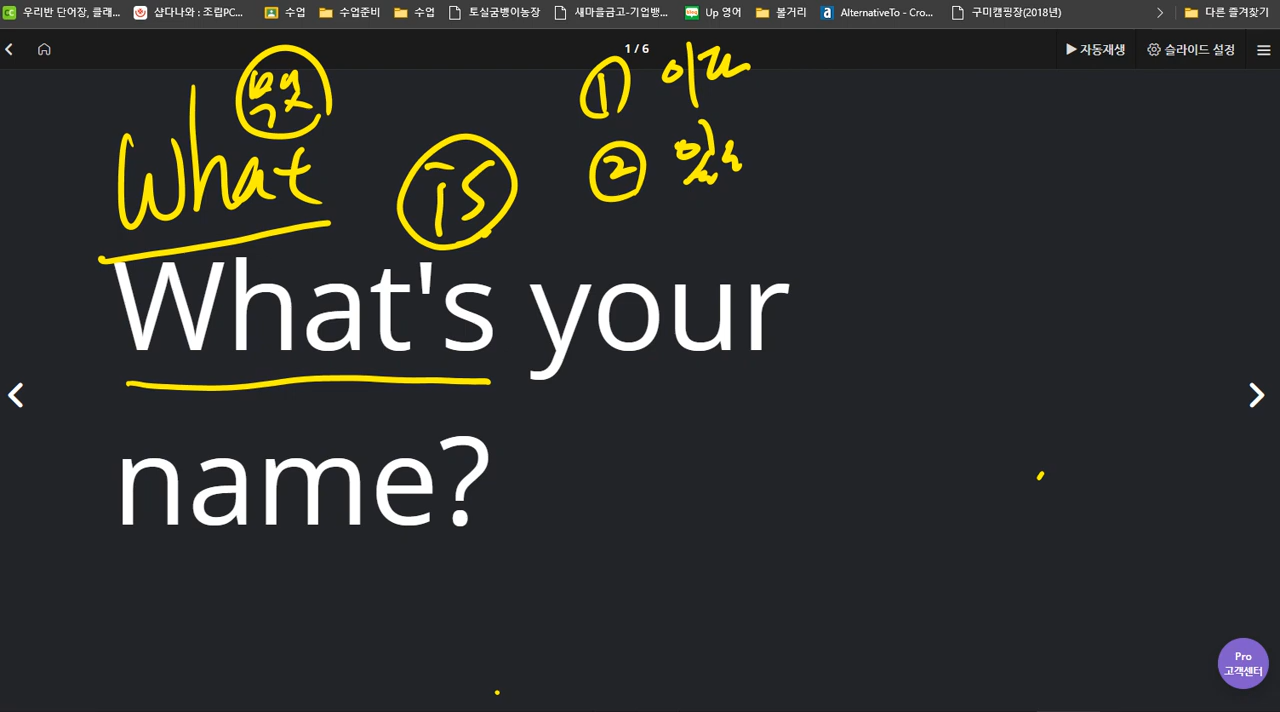 우리반 단어장, 클래... 샵다나와 : 조립PC... 수업 수업준비 수업 토실굼벵이농장 새마을금고-기업뱅... Up 영어 볼거리 AlternativeTo - Cro... 구미캠핑장(2018년) 다른 즐겨찾기
1 / 6 자동재생 슬라이드 설정
무엇 ① 이다
What is ②
What's your
name?
Pro
고객센터